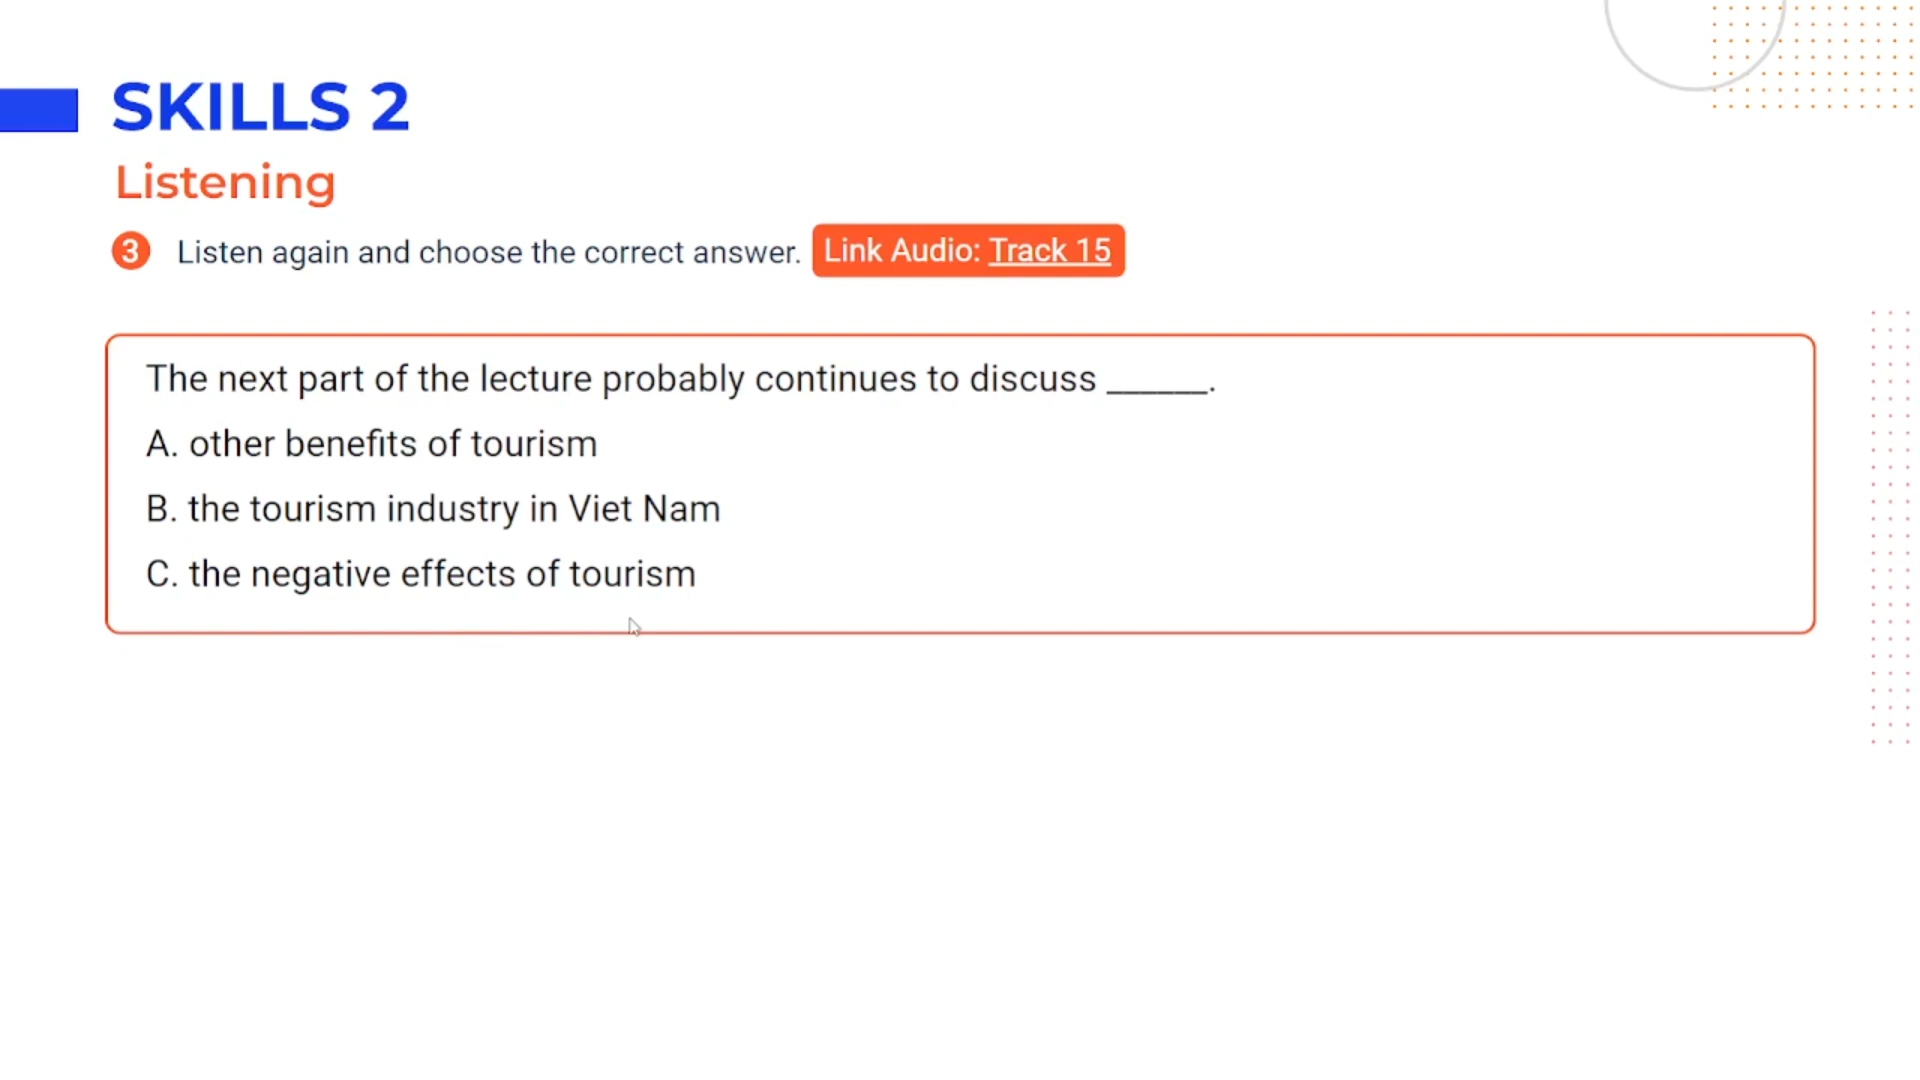 SKILLS 2
Listening
3 Listen again and choose the correct answer. Link Audio: Track 15
The next part of the lecture probably continues to discuss ______.
A. other benefits of tourism
B. the tourism industry in Viet Nam
C. the negative effects of tourism